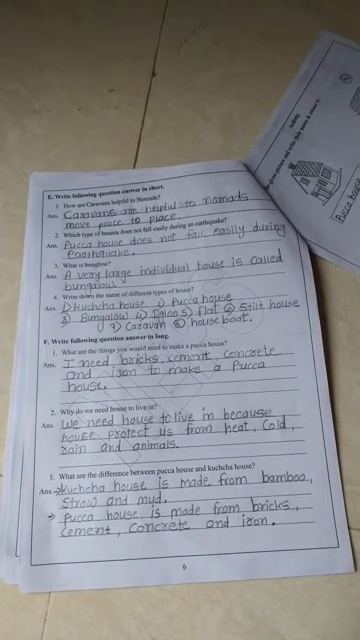 Activity
Pucca house
E. Write following question answer in short.
1. How are Caravans helpful to Nomads?
Ans. Caravans are helpful in nomads
move place to place.
2. Which type of houses does not fall easily during an earthquake?
Ans. Pucca house does not fall easily during
earthquake.
3. What is bunglow?
Ans. A very large individual house is called
bungalow.
4. Write down the name of different types of house?
Ans. 1) kuchcha house 2) Pucca house
3) Bungalow 4) Igloo 5) flat 6) Stilt house
7) Caravan 8) house boat.
F. Write following question answer in long.
1. What are the things you would need to make a pucca house?
Ans. I need bricks, cement, concrete
and iron to make a Pucca
house.
2. Why do we need house to live in?
Ans. We need house to live in because
house protect us from heat, cold,
rain and animals.
3. What are the difference between pucca house and kuchcha house?
Ans. → kuchcha house is made from bamboo,
Straw and mud.
→ pucca house is made from bricks,
Cement, Concrete and iron.
6